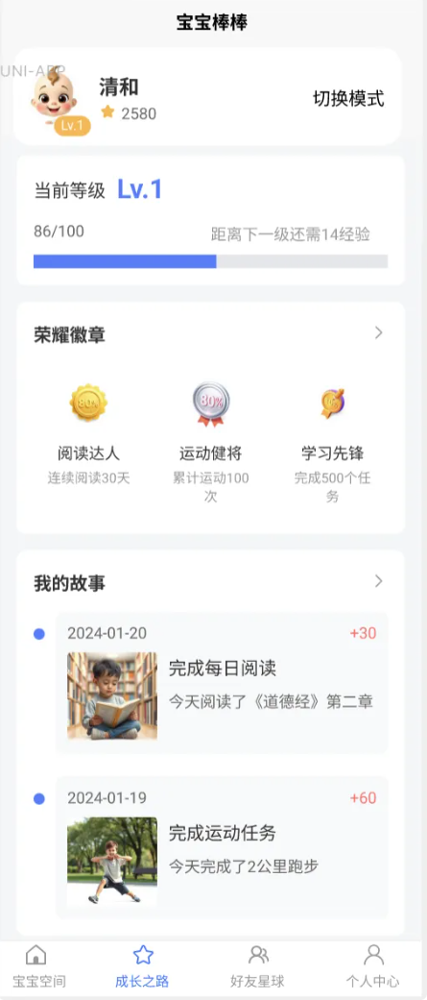 宝宝棒棒
UNI-APP
清和
2580
切换模式
Lv.1
当前等级 Lv.1
86/100 距离下一级还需14经验
荣耀徽章
80%
80%
阅读达人 运动健将 学习先锋
连续阅读30天 累计运动100 完成500个任
次 务
我的故事
2024-01-20 +30
完成每日阅读
今天阅读了《道德经》第二章
2024-01-19 +60
完成运动任务
今天完成了2公里跑步
宝宝空间 成长之路 好友星球 个人中心